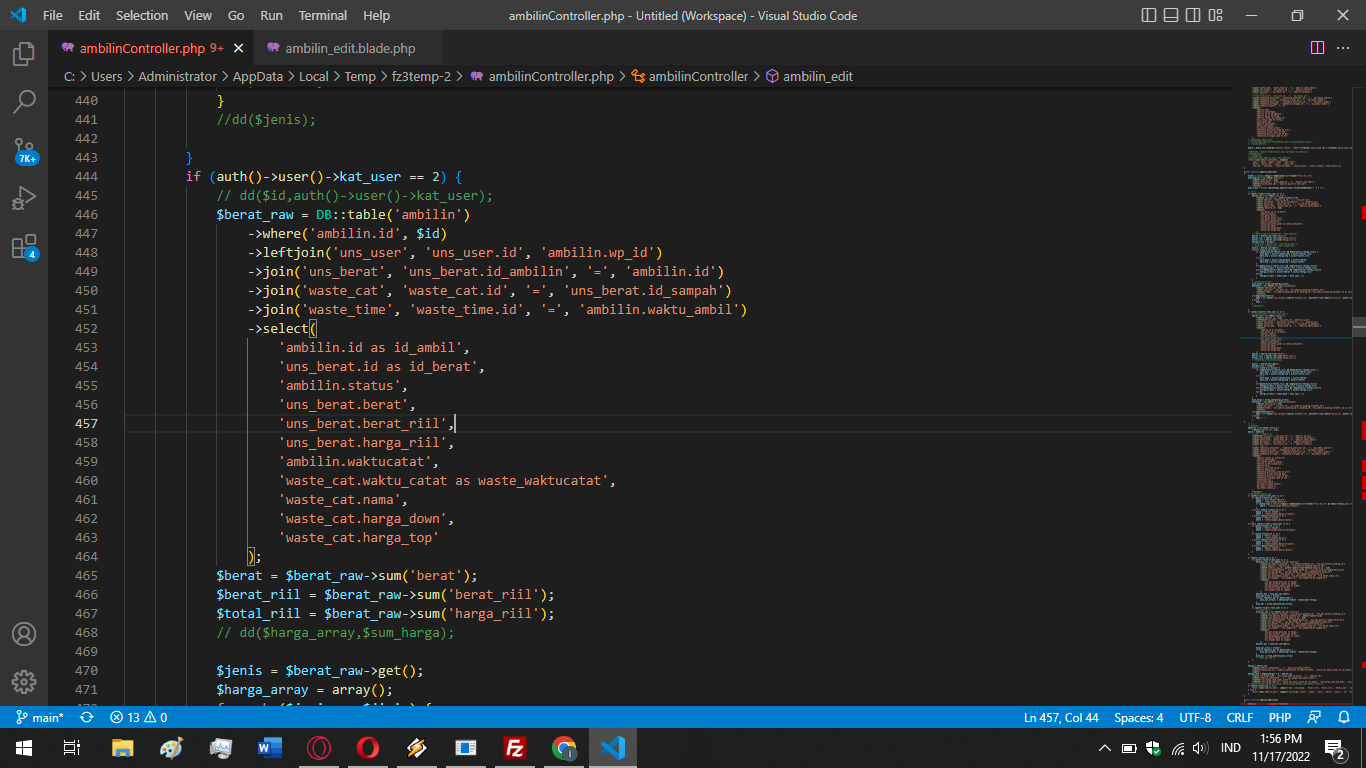 File Edit Selection View Go Run Terminal Help ambilinController.php - Untitled (Workspace) - Visual Studio Code
ambilinController.php 9+ ambilin_edit.blade.php
C: > Users > Administrator > AppData > Local > Temp > fz3temp-2 > ambilinController.php > ambilinController > ambilin_edit
440 }
441 //dd($jenis);
442
443 }
444 if (auth()->user()->kat_user == 2) {
445 // dd($id,auth()->user()->kat_user);
446 $berat_raw = DB::table('ambilin')
447 ->where('ambilin.id', $id)
448 ->leftjoin('uns_user', 'uns_user.id', 'ambilin.wp_id')
449 ->join('uns_berat', 'uns_berat.id_ambilin', '=', 'ambilin.id')
450 ->join('waste_cat', 'waste_cat.id', '=', 'uns_berat.id_sampah')
451 ->join('waste_time', 'waste_time.id', '=', 'ambilin.waktu_ambil')
452 ->select(
453 'ambilin.id as id_ambil',
454 'uns_berat.id as id_berat',
455 'ambilin.status',
456 'uns_berat.berat',
457 'uns_berat.berat_riil',
458 'uns_berat.harga_riil',
459 'ambilin.waktucatat',
460 'waste_cat.waktu_catat as waste_waktucatat',
461 'waste_cat.nama',
462 'waste_cat.harga_down',
463 'waste_cat.harga_top'
464 );
465 $berat = $berat_raw->sum('berat');
466 $berat_riil = $berat_raw->sum('berat_riil');
467 $total_riil = $berat_raw->sum('harga_riil');
468 // dd($harga_array,$sum_harga);
469
470 $jenis = $berat_raw->get();
471 $harga_array = array();
7K+
4
main* 13 0 Ln 457, Col 44 Spaces: 4 UTF-8 CRLF PHP
IND 1:56 PM
11/17/2022 2